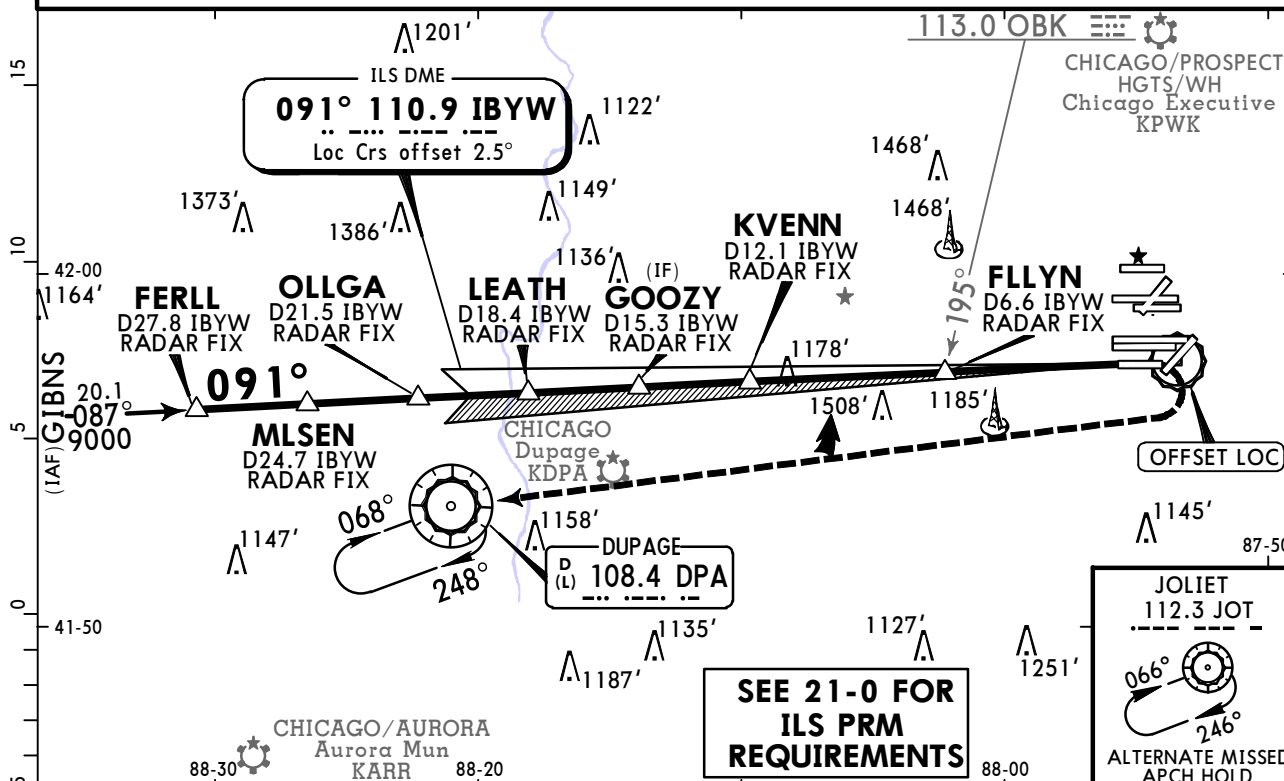 1201'
113.0 OBK
CHICAGO/PROSPECT
HGTS/WH
Chicago Executive
KPWK
15
ILS DME
091° 110.9 IBYW
Loc Crs offset 2.5°
1122'
1468'
1373'
1386'
1149'
1468'
KVENN
D12.1 IBYW
RADAR FIX
1136'
10
42-00
1164'
FERLL
D27.8 IBYW
RADAR FIX
OLLGA
D21.5 IBYW
RADAR FIX
LEATH
D18.4 IBYW
RADAR FIX
(IF)
GOOZY
D15.3 IBYW
RADAR FIX
195°
FLLYN
D6.6 IBYW
RADAR FIX
091°
1178'
(IAF) GIBNS
20.1
087°
9000
1508'
1185'
5
MLSEN
D24.7 IBYW
RADAR FIX
CHICAGO
Dupage
KDPA
OFFSET LOC
068°
248°
1147'
1158'
DUPAGE
D
(L) 108.4 DPA
1145'
87-50
0
41-50
1135'
1127'
1251'
1187'
JOLIET
112.3 JOT
066°
246°
ALTERNATE MISSED
APCH HOLD
SEE 21-0 FOR
ILS PRM
REQUIREMENTS
CHICAGO/AURORA
Aurora Mun
KARR
88-30
88-20
88-00
5